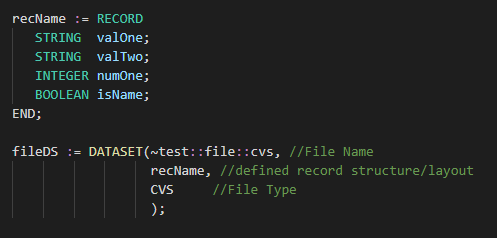 recName := RECORD
STRING valOne;
STRING valTwo;
INTEGER numOne;
BOOLEAN isName;
END;
fileDS := DATASET(~test::file::cvs, //File Name
recName, //defined record structure/layout
CVS //File Type
);